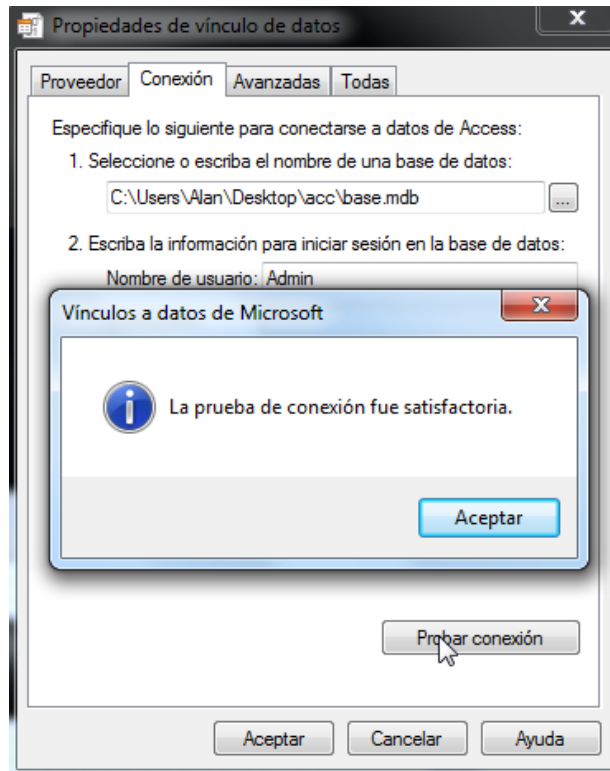 Propiedades de vínculo de datos
Proveedor Conexión Avanzadas Todas
Especifique lo siguiente para conectarse a datos de Access:
1. Seleccione o escriba el nombre de una base de datos:
C:\Users\Alan\Desktop\acc\base.mdb ...
2. Escriba la información para iniciar sesión en la base de datos:
Nombre de usuario: Admin
Vínculos a datos de Microsoft
La prueba de conexión fue satisfactoria.
Aceptar
Probar conexión
Aceptar Cancelar Ayuda